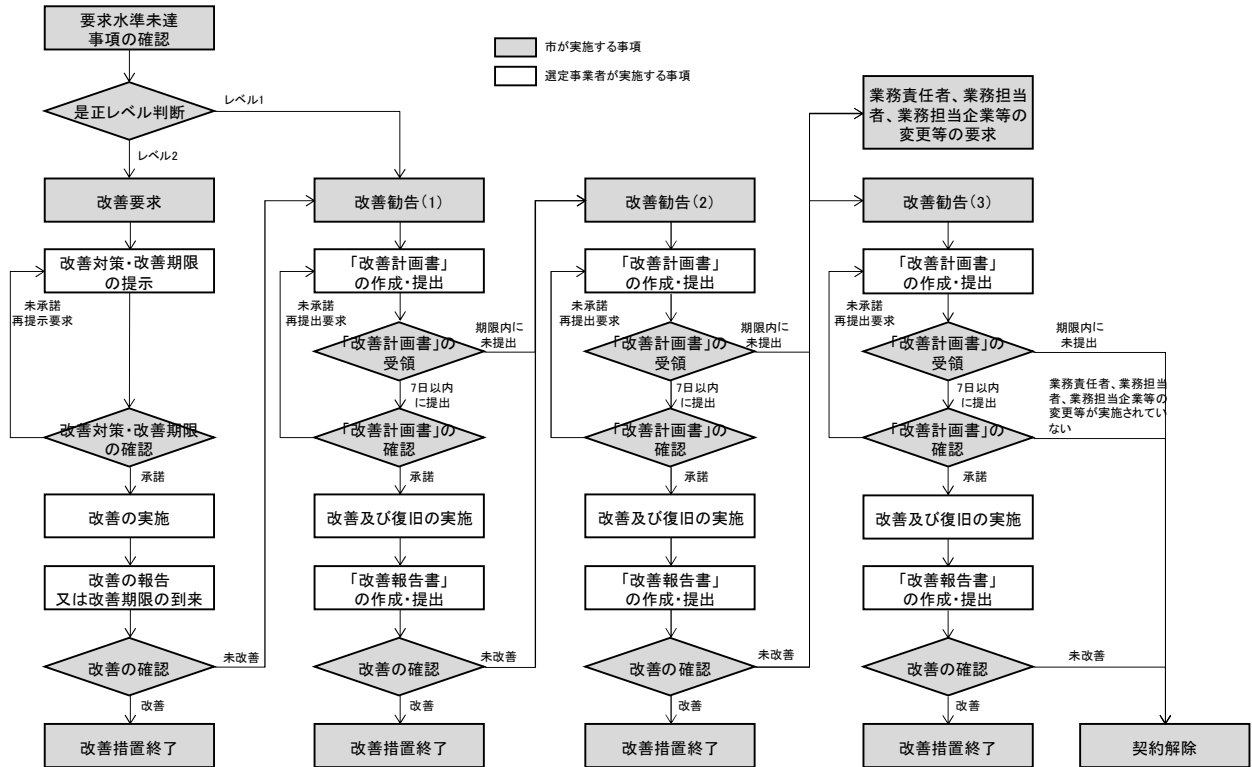 要求水準未達
事項の確認
市が実施する事項
選定事業者が実施する事項
是正レベル判断
レベル1
レベル2
業務責任者、業務担当
者、業務担当企業等の
変更等の要求
改善要求
改善対策・改善期限
の提示
未承諾
再提示要求
改善対策・改善期限
の確認
承諾
改善の実施
改善の報告
又は改善期限の到来
改善の確認
未改善
改善
改善措置終了
改善勧告(1)
「改善計画書」
の作成・提出
未承諾
再提出要求
「改善計画書」の
受領
期限内に
未提出
7日以内
に提出
「改善計画書」の
確認
承諾
改善及び復旧の実施
「改善報告書」
の作成・提出
改善の確認
未改善
改善
改善措置終了
改善勧告(2)
「改善計画書」
の作成・提出
未承諾
再提出要求
「改善計画書」の
受領
期限内に
未提出
7日以内
に提出
「改善計画書」の
確認
承諾
改善及び復旧の実施
「改善報告書」
の作成・提出
改善の確認
未改善
改善
改善措置終了
改善勧告(3)
「改善計画書」
の作成・提出
未承諾
再提出要求
「改善計画書」の
受領
期限内に
未提出
7日以内
に提出
業務責任者、業務担当
者、業務担当企業等の
変更等が実施されてい
ない
「改善計画書」の
確認
承諾
改善及び復旧の実施
「改善報告書」
の作成・提出
改善の確認
未改善
改善
改善措置終了
契約解除